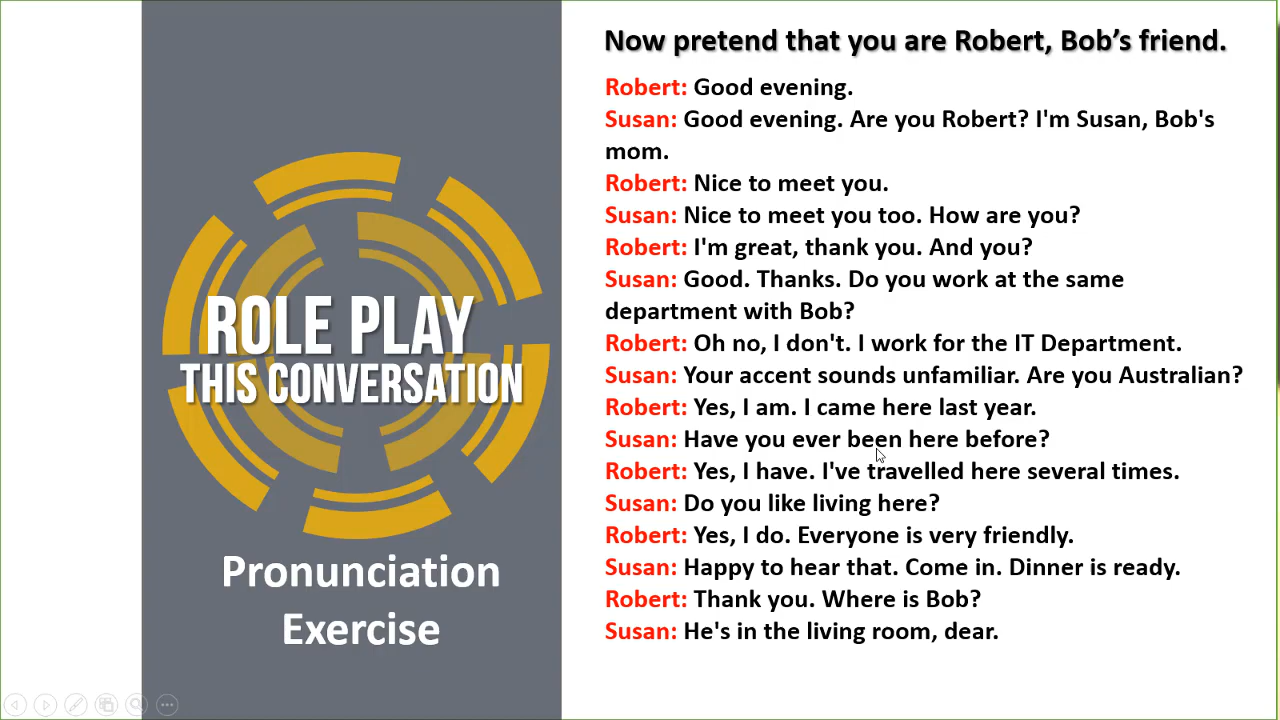 Now pretend that you are Robert, Bob's friend.
Robert: Good evening.
Susan: Good evening. Are you Robert? I'm Susan, Bob's
mom.
Robert: Nice to meet you.
Susan: Nice to meet you too. How are you?
Robert: I'm great, thank you. And you?
Susan: Good. Thanks. Do you work at the same
department with Bob?
Robert: Oh no, I don't. I work for the IT Department.
Susan: Your accent sounds unfamiliar. Are you Australian?
Robert: Yes, I am. I came here last year.
Susan: Have you ever been here before?
Robert: Yes, I have. I've travelled here several times.
Susan: Do you like living here?
Robert: Yes, I do. Everyone is very friendly.
Susan: Happy to hear that. Come in. Dinner is ready.
Robert: Thank you. Where is Bob?
Susan: He's in the living room, dear.
ROLE PLAY
THIS CONVERSATION
Pronunciation
Exercise